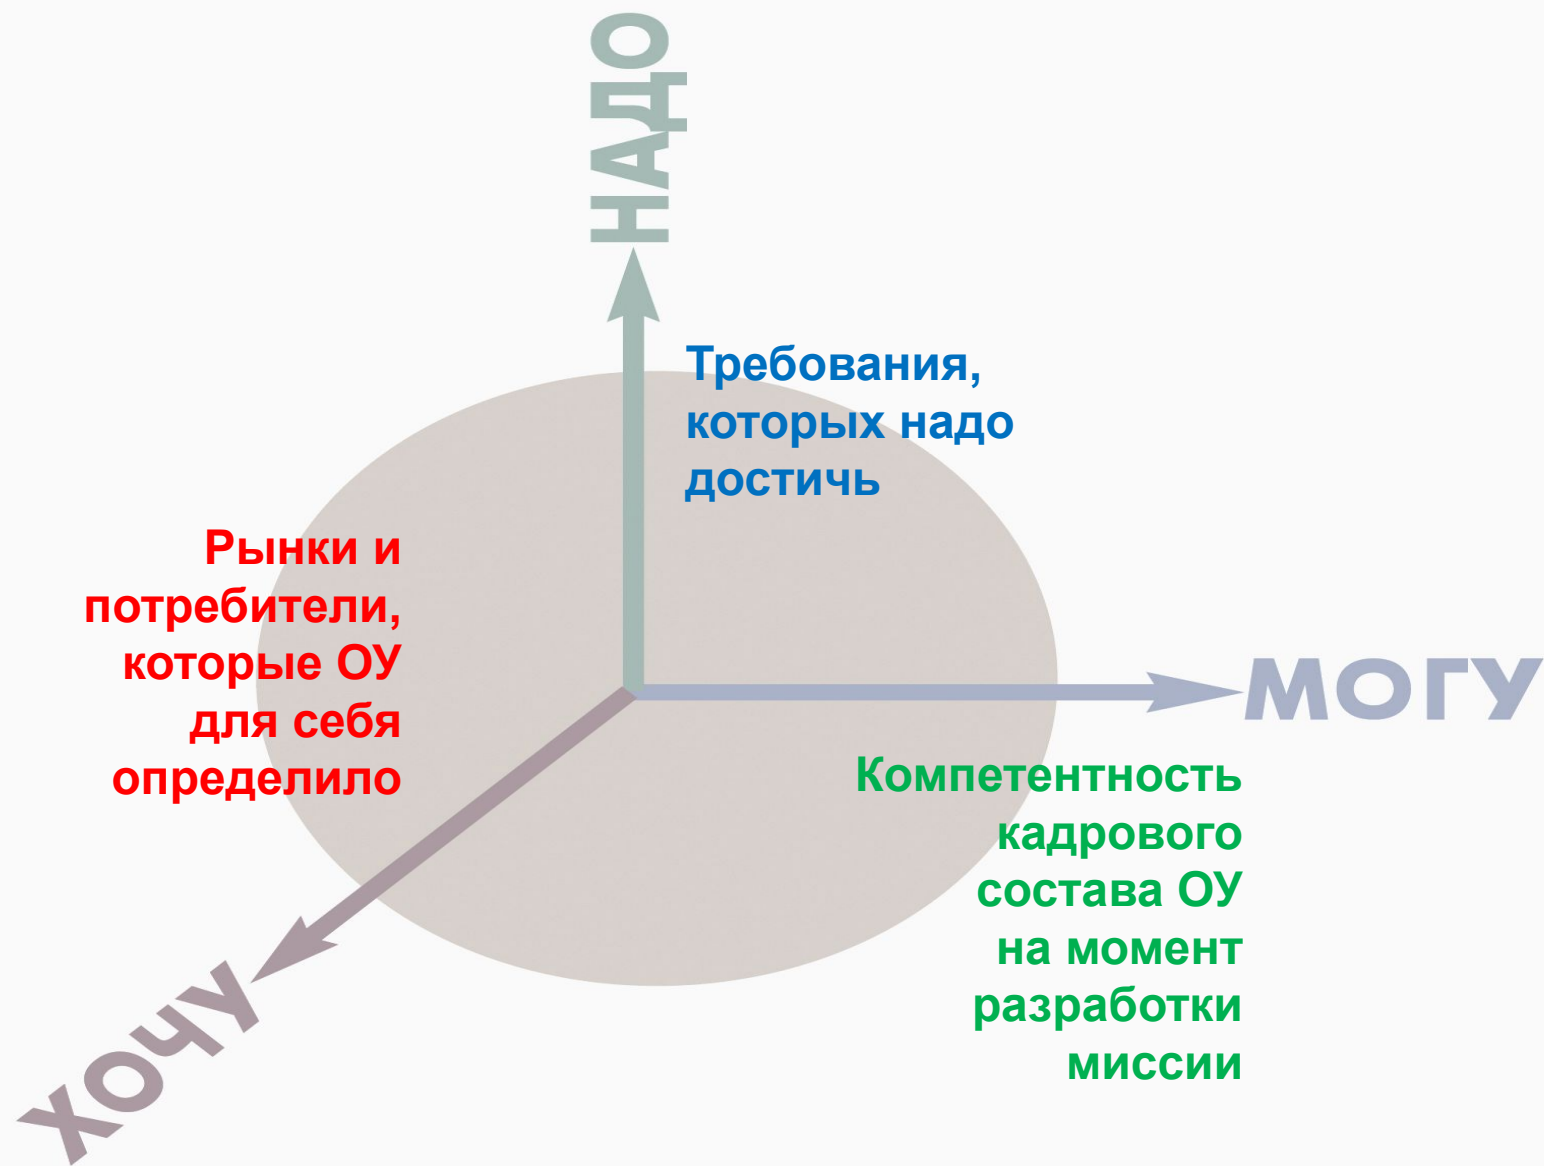 НАДО
Требования,
которых надо
достичь
Рынки и
потребители,
которые ОУ
для себя
определило
МОГУ
Компетентность
кадрового
состава ОУ
на момент
разработки
миссии
ХОЧУ